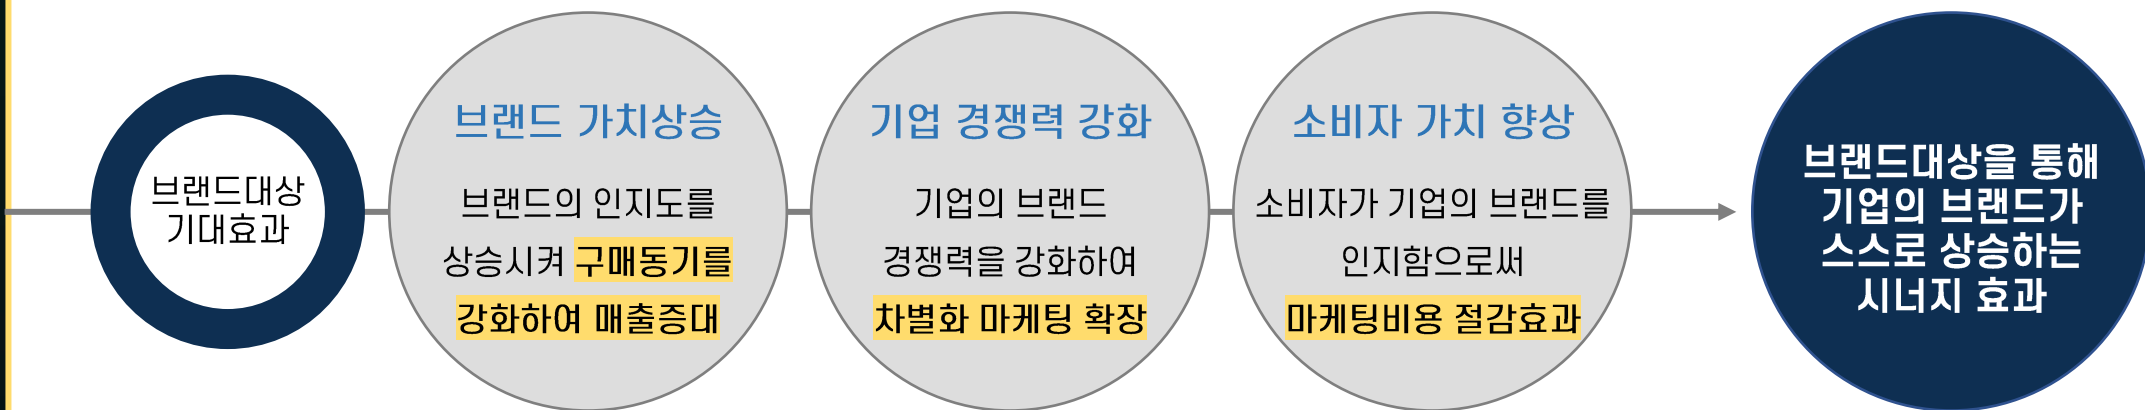 브랜드대상
기대효과
브랜드 가치상승
브랜드의 인지도를
상승시켜 구매동기를
강화하여 매출증대
기업 경쟁력 강화
기업의 브랜드
경쟁력을 강화하여
차별화 마케팅 확장
소비자 가치 향상
소비자가 기업의 브랜드를
인지함으로써
마케팅비용 절감효과
브랜드대상을 통해
기업의 브랜드가
스스로 상승하는
시너지 효과